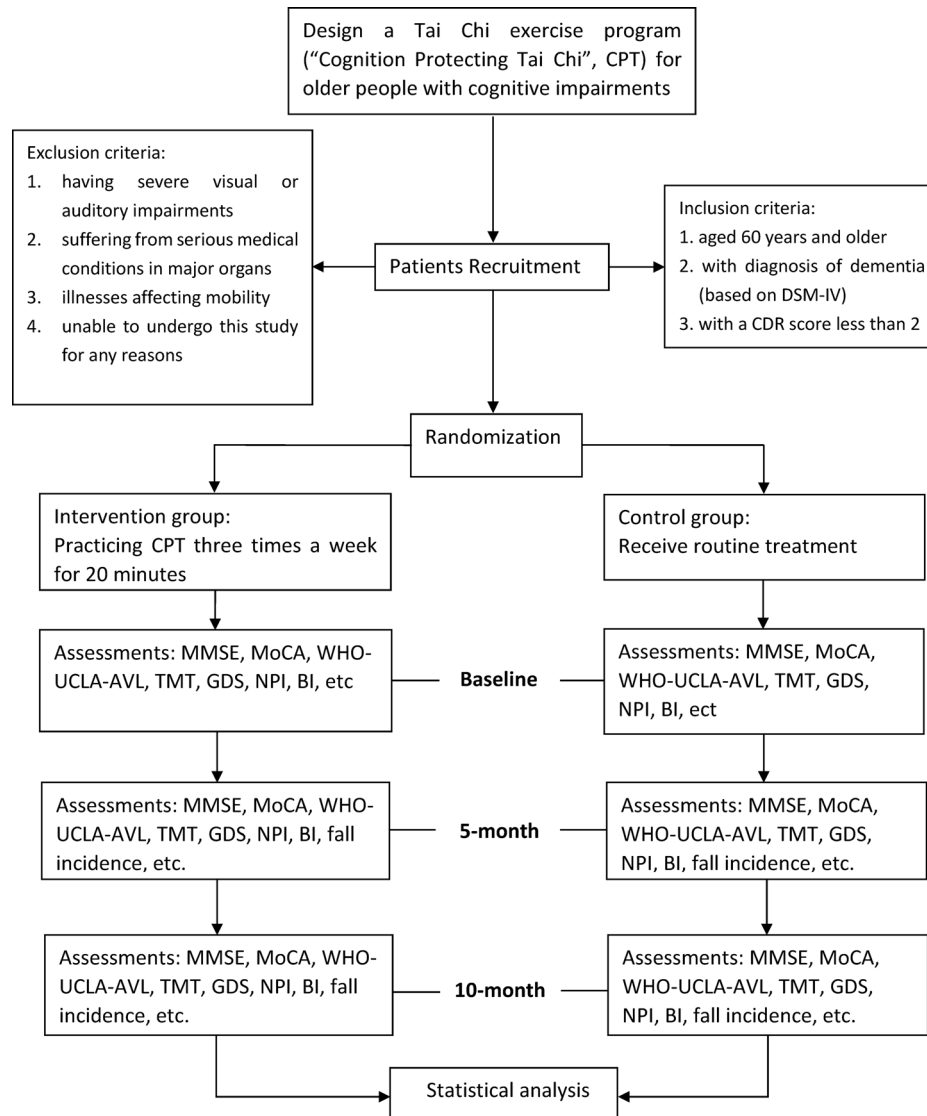 Design a Tai Chi exercise program
(“Cognition Protecting Tai Chi”, CPT) for
older people with cognitive impairments
Exclusion criteria:
1. having severe visual or
auditory impairments
2. suffering from serious medical
conditions in major organs
3. illnesses affecting mobility
4. unable to undergo this study
for any reasons
Patients Recruitment
Inclusion criteria:
1. aged 60 years and older
2. with diagnosis of dementia
(based on DSM-IV)
3. with a CDR score less than 2
Randomization
Intervention group:
Practicing CPT three times a week
for 20 minutes
Control group:
Receive routine treatment
Assessments: MMSE, MoCA, WHO-
UCLA-AVL, TMT, GDS, NPI, BI, etc
Baseline
Assessments: MMSE, MoCA,
WHO-UCLA-AVL, TMT, GDS,
NPI, BI, ect
Assessments: MMSE, MoCA, WHO-
UCLA-AVL, TMT, GDS, NPI, BI, fall
incidence, etc.
5-month
Assessments: MMSE, MoCA,
WHO-UCLA-AVL, TMT, GDS,
NPI, BI, fall incidence, etc.
Assessments: MMSE, MoCA, WHO-
UCLA-AVL, TMT, GDS, NPI, BI, fall
incidence, etc.
10-month
Assessments: MMSE, MoCA,
WHO-UCLA-AVL, TMT, GDS,
NPI, BI, fall incidence, etc.
Statistical analysis